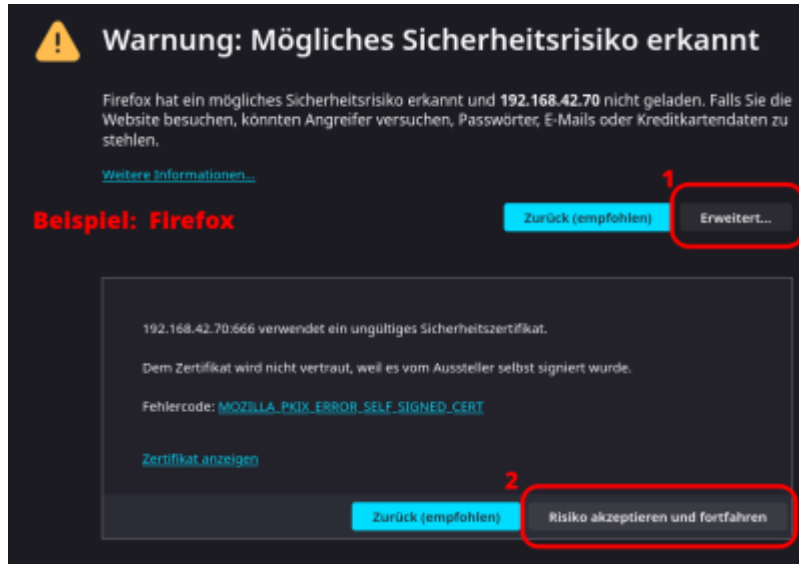 Warnung: Mögliches Sicherheitsrisiko erkannt
Firefox hat ein mögliches Sicherheitsrisiko erkannt und 192.168.42.70 nicht geladen. Falls Sie die
Website besuchen, könnten Angreifer versuchen, Passwörter, E-Mails oder Kreditkartendaten zu
stehlen.
Weitere Informationen...
1
Beispiel: Firefox
Zurück (empfohlen) Erweitert...
192.168.42.70:666 verwendet ein ungültiges Sicherheitszertifikat.
Dem Zertifikat wird nicht vertraut, weil es vom Aussteller selbst signiert wurde.
Fehlercode: MOZILLA_PKIX_ERROR_SELF_SIGNED_CERT
Zertifikat anzeigen
2
Zurück (empfohlen) Risiko akzeptieren und fortfahren